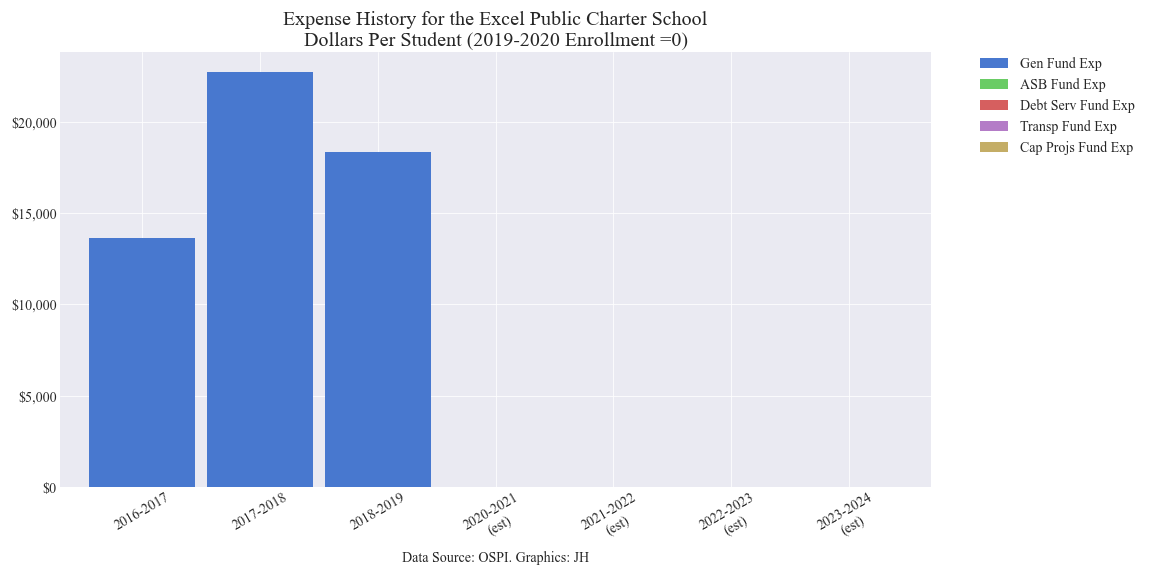 Expense History for the Excel Public Charter School
Dollars Per Student (2019-2020 Enrollment =0)
Gen Fund Exp
ASB Fund Exp
Debt Serv Fund Exp
Transp Fund Exp
Cap Projs Fund Exp
$20,000
$15,000
$10,000
$5,000
$0
2016-2017
2017-2018
2018-2019
2020-2021
(est)
2021-2022
(est)
2022-2023
(est)
2023-2024
(est)
Data Source: OSPI. Graphics: JH